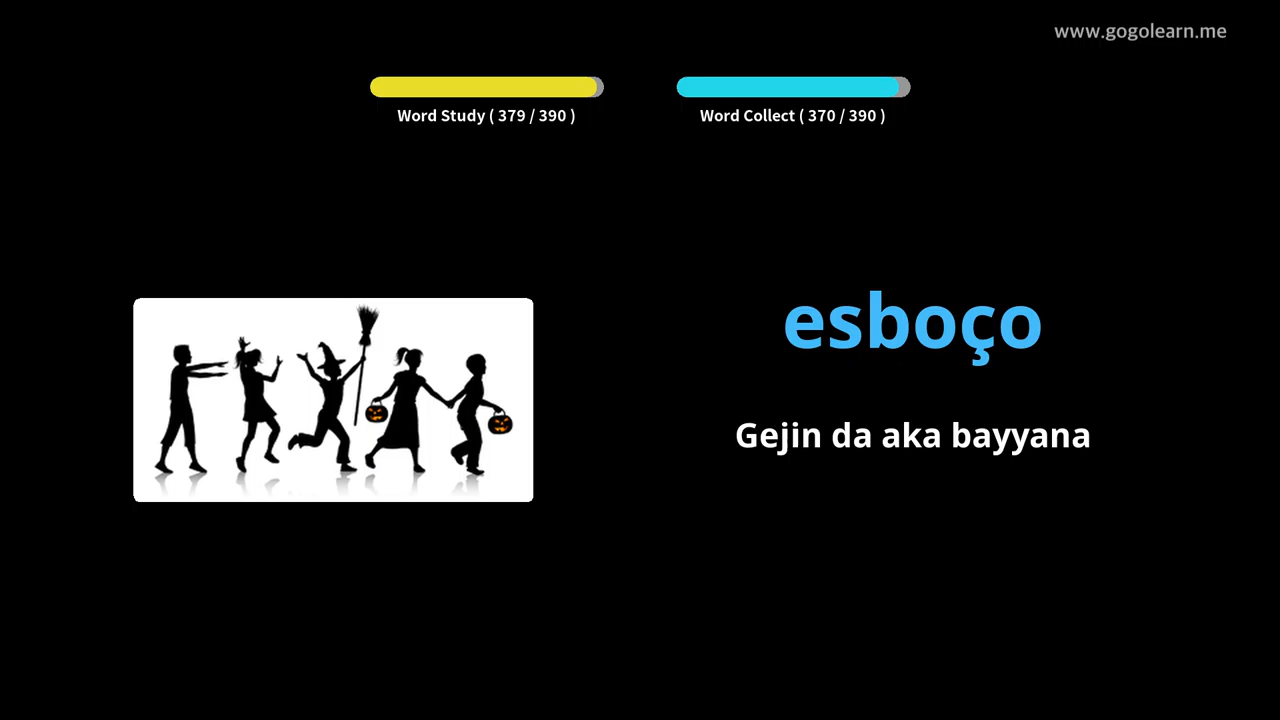 www.gogolearn.me
Word Study ( 379 / 390 )
Word Collect ( 370 / 390 )
esboço
Gejin da aka bayyana